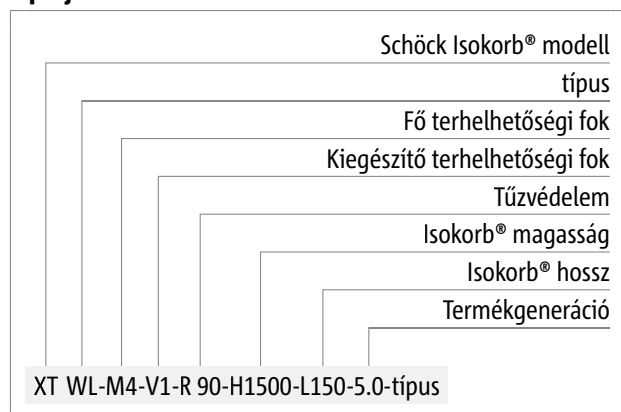 Schöck Isokorb® modell
típus
Fő terhelhetőségi fok
Kiegészítő terhelhetőségi fok
Tűzvédelem
Isokorb® magasság
Isokorb® hossz
Termékgeneráció
XT WL-M4-V1-R 90-H1500-L150-5.0-típus